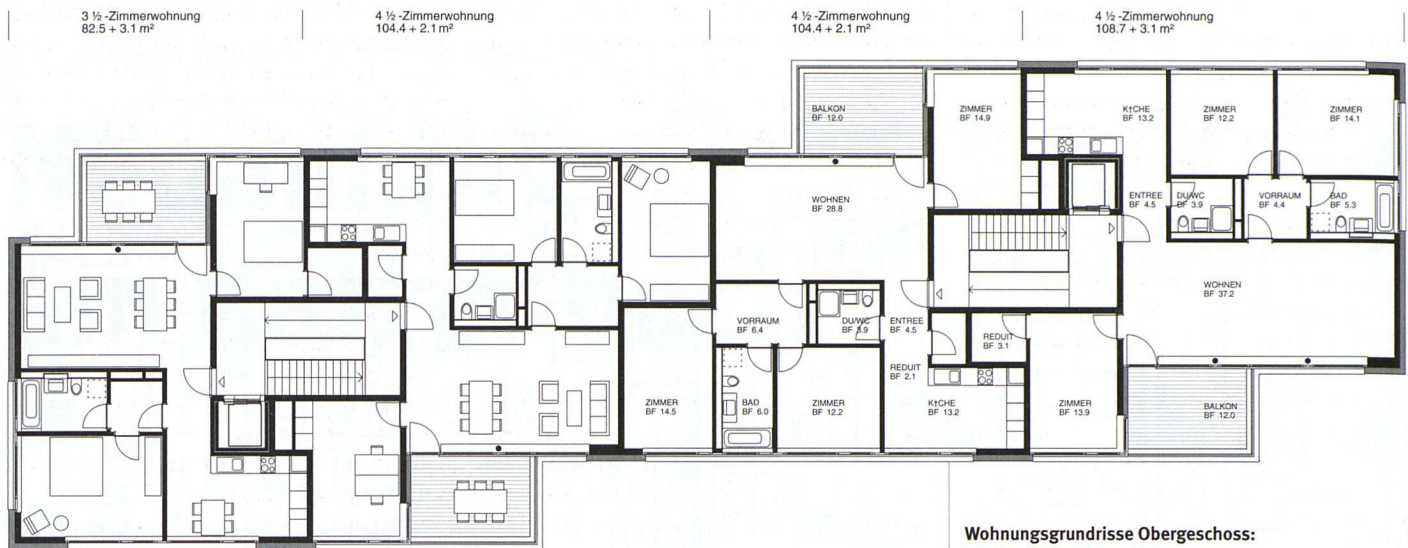 3 ½ -Zimmerwohnung
82.5 + 3.1 m²
4 ½ -Zimmerwohnung
104.4 + 2.1 m²
4 ½ -Zimmerwohnung
104.4 + 2.1 m²
4 ½ -Zimmerwohnung
108.7 + 3.1 m²
BALKON
BF 12.0
ZIMMER
BF 14.9
K†CHE
BF 13.2
ZIMMER
BF 12.2
ZIMMER
BF 14.1
WOHNEN
BF 28.8
ENTREE
BF 4.5
DU/WC
BF 3.9
VORRAUM
BF 4.4
BAD
BF 5.3
WOHNEN
BF 37.2
VORRAUM
BF 6.4
DU/WC
BF 3.9
ENTREE
BF 4.5
REDUIT
BF 3.1
REDUIT
BF 2.1
ZIMMER
BF 14.5
BAD
BF 6.0
ZIMMER
BF 12.2
K†CHE
BF 13.2
ZIMMER
BF 13.9
BALKON
BF 12.0
Wohnungsgrundrisse Obergeschoss: